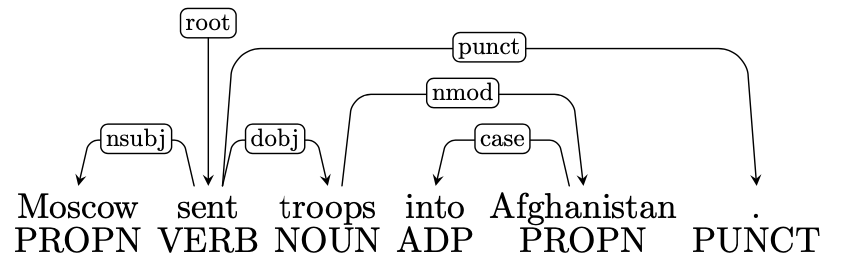 root
punct
nmod
nsubj dobj case
Moscow sent troops into Afghanistan .
PROPN VERB NOUN ADP PROPN PUNCT